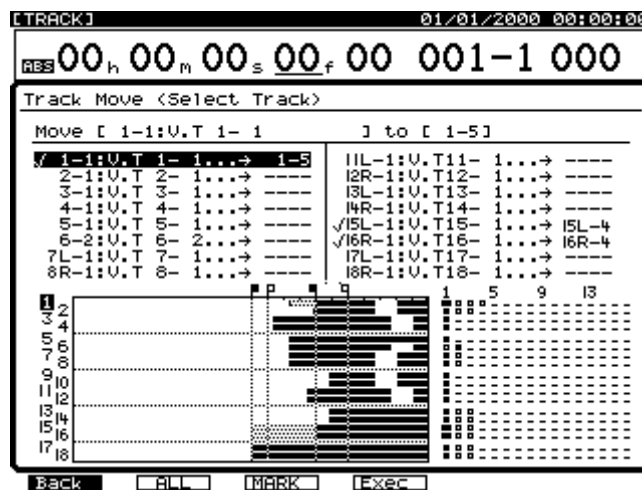 [TRACK] 01/01/2000 00:00:00
ABS 00h 00m 00s 00f 00 001-1 000
Track Move <Select Track>
Move [ 1-1:V.T 1- 1 ] to [ 1-5]
√ 1-1:V.T 1- 1...→ 1-5
2-1:V.T 2- 1...→ ----
3-1:V.T 3- 1...→ ----
4-1:V.T 4- 1...→ ----
5-1:V.T 5- 1...→ ----
6-2:V.T 6- 2...→ ----
7L-1:V.T 7- 1...→ ----
8R-1:V.T 8- 1...→ ----
11L-1:V.T11- 1...→ ----
12R-1:V.T12- 1...→ ----
13L-1:V.T13- 1...→ ----
14R-1:V.T14- 1...→ ----
√15L-1:V.T15- 1...→ 15L-4
√16R-1:V.T16- 1...→ 16R-4
17L-1:V.T17- 1...→ ----
18R-1:V.T18- 1...→ ----
1 5 9 13
1
2
3
4
5
6
7
8
9
10
11
12
13
14
15
16
17
18
Back ALL MARK Exec